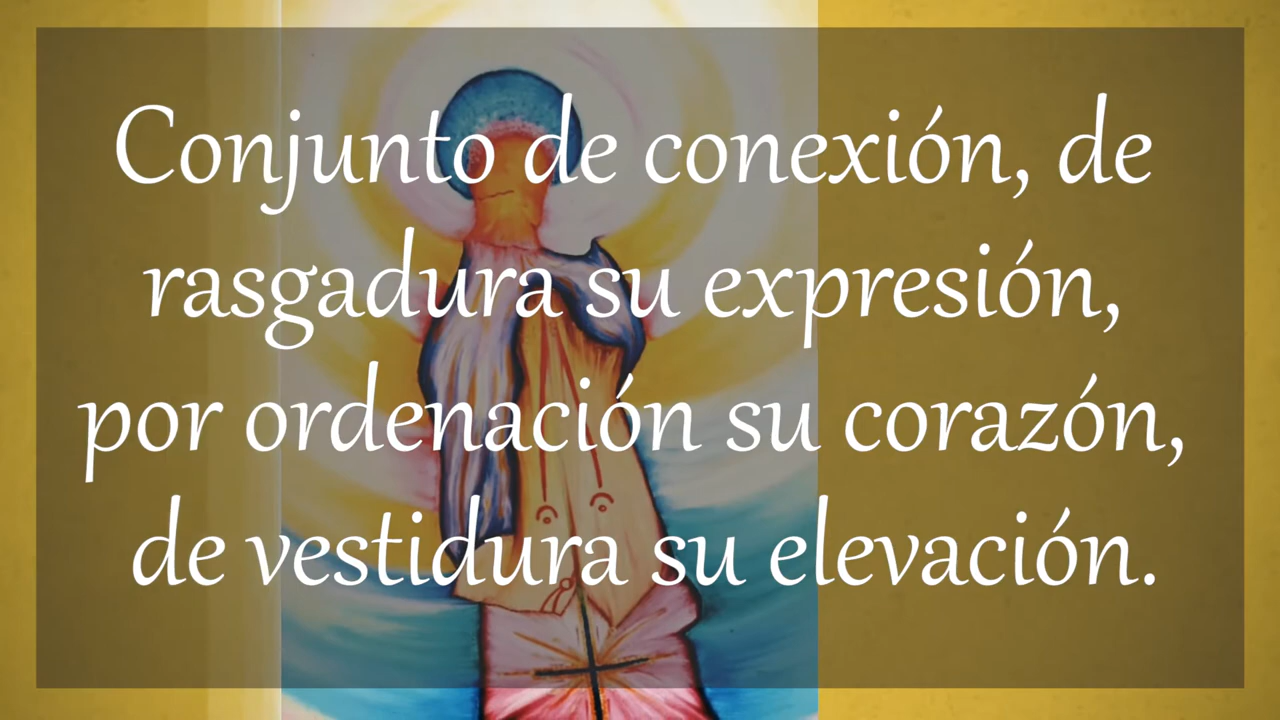 Conjunto de conexión, de
rasgadura su expresión,
por ordenación su corazón,
de vestidura su elevación.